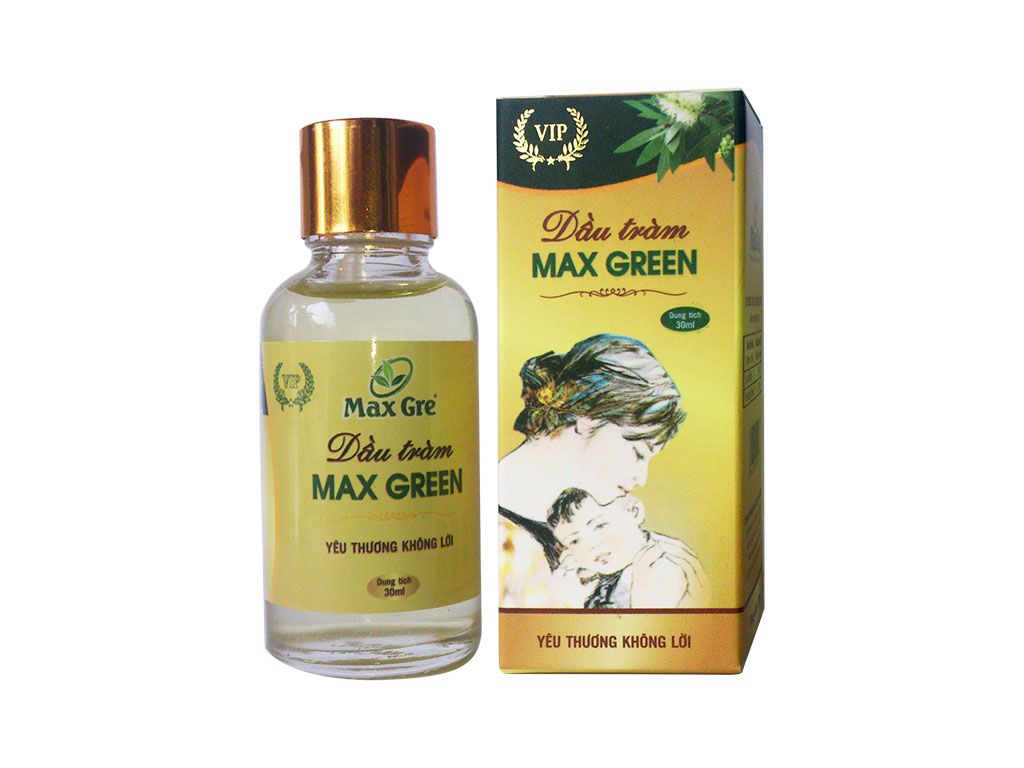 VIP
Max Gre
Dầu tràm
MAX GREEN
YÊU THƯƠNG KHÔNG LỜI
Dung tích
30ml
VIP
Dầu tràm
MAX GREEN
Dung tích
30ml
YÊU THƯƠNG KHÔNG LỜI